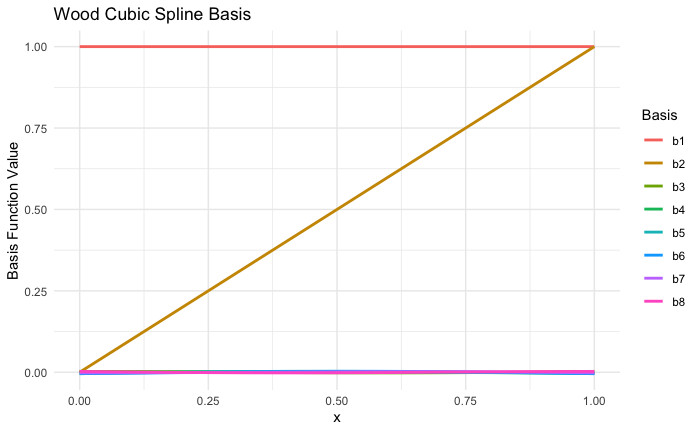 Wood Cubic Spline Basis
Basis Function Value
1.00
0.75
0.50
0.25
0.00
0.00 0.25 0.50 0.75 1.00
x
Basis
b1
b2
b3
b4
b5
b6
b7
b8